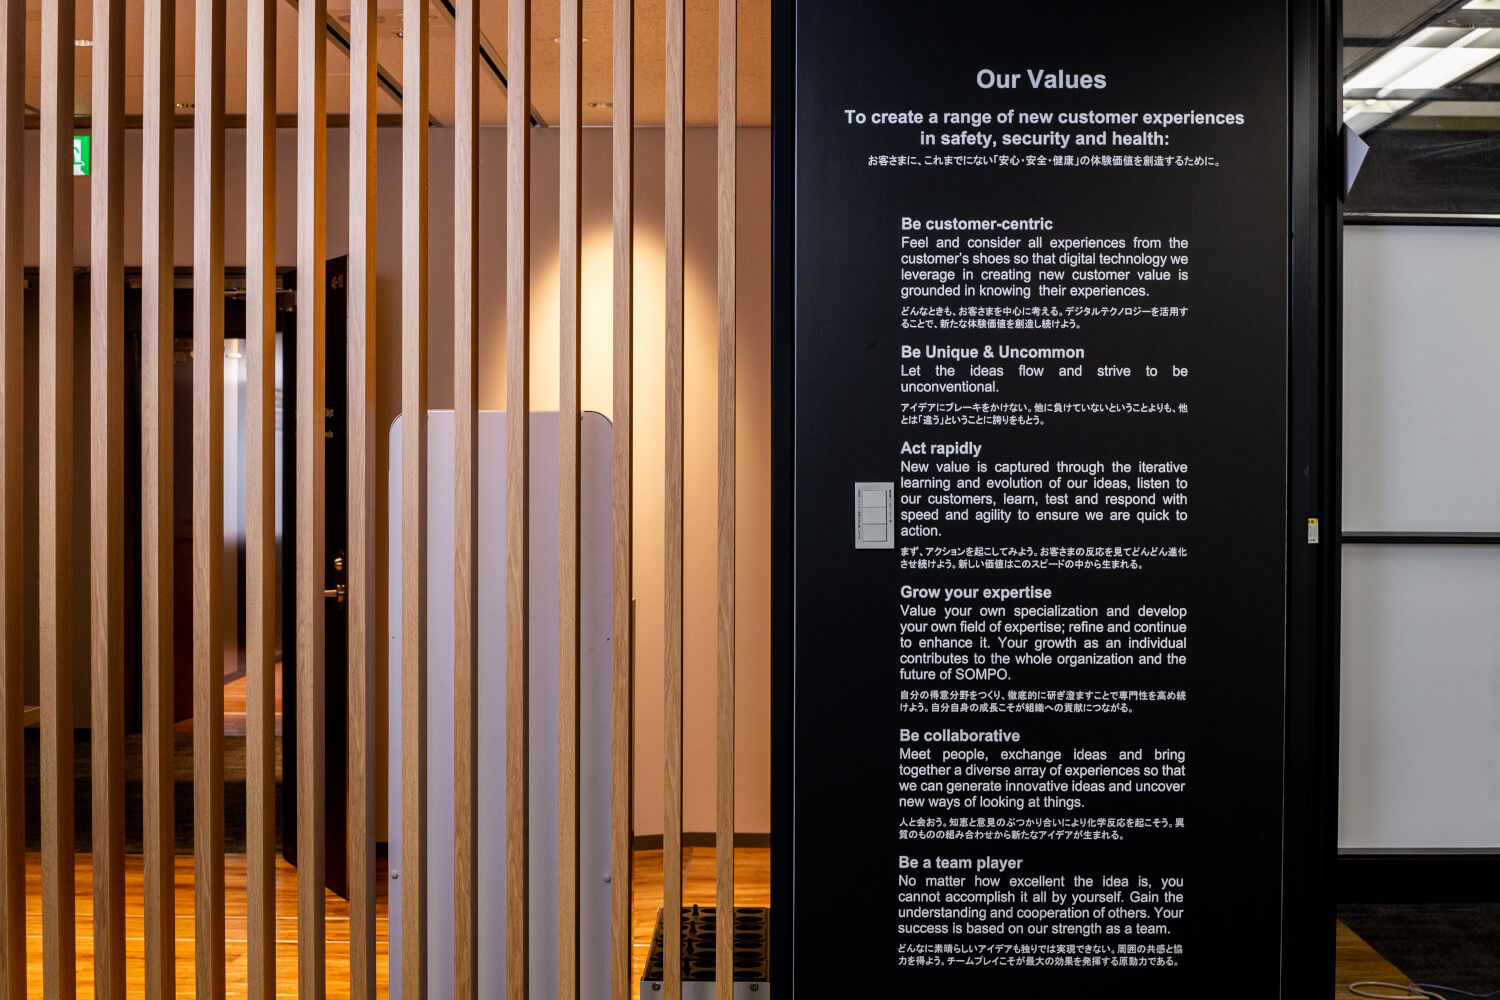 Our Values
To create a range of new customer experiences
in safety, security and health:
お客さまに、これまでにない「安心・安全・健康」の体験価値を創造するために。
Be customer-centric
Feel and consider all experiences from the
customer's shoes so that digital technology we
leverage in creating new customer value is
grounded in knowing their experiences.
どんなときも、お客さまを中心に考える。デジタルテクノロジーを活用す
ることで、新たな体験価値を創造し続けよう。
Be Unique & Uncommon
Let the ideas flow and strive to be
unconventional.
アイデアにブレーキをかけない。他に負けていないということよりも、他
とは「違う」ということに誇りをもとう。
Act rapidly
New value is captured through the iterative
learning and evolution of our ideas, listen to
our customers, learn, test and respond with
speed and agility to ensure we are quick to
action.
まず、アクションを起こしてみよう。お客さまの反応を見てどんどん進化
させ続けよう。新しい価値はこのスピードの中から生まれる。
Grow your expertise
Value your own specialization and develop
your own field of expertise; refine and continue
to enhance it. Your growth as an individual
contributes to the whole organization and the
future of SOMPO.
自分の得意分野をつくり、徹底的に研ぎ澄ますことで専門性を高め続
けよう。自分自身の成長こそが組織への貢献につながる。
Be collaborative
Meet people, exchange ideas and bring
together a diverse array of experiences so that
we can generate innovative ideas and uncover
new ways of looking at things.
人と会おう。知恵と意見のぶつかり合いにより化学反応を起こそう。異
質のものの組み合わせから新たなアイデアが生まれる。
Be a team player
No matter how excellent the idea is, you
cannot accomplish it all by yourself. Gain the
understanding and cooperation of others. Your
success is based on our strength as a team.
どんなに素晴らしいアイデアも独りでは実現できない。周囲の共感と協
力を得よう。チームプレイこそが最大の効果を発揮する原動力である。